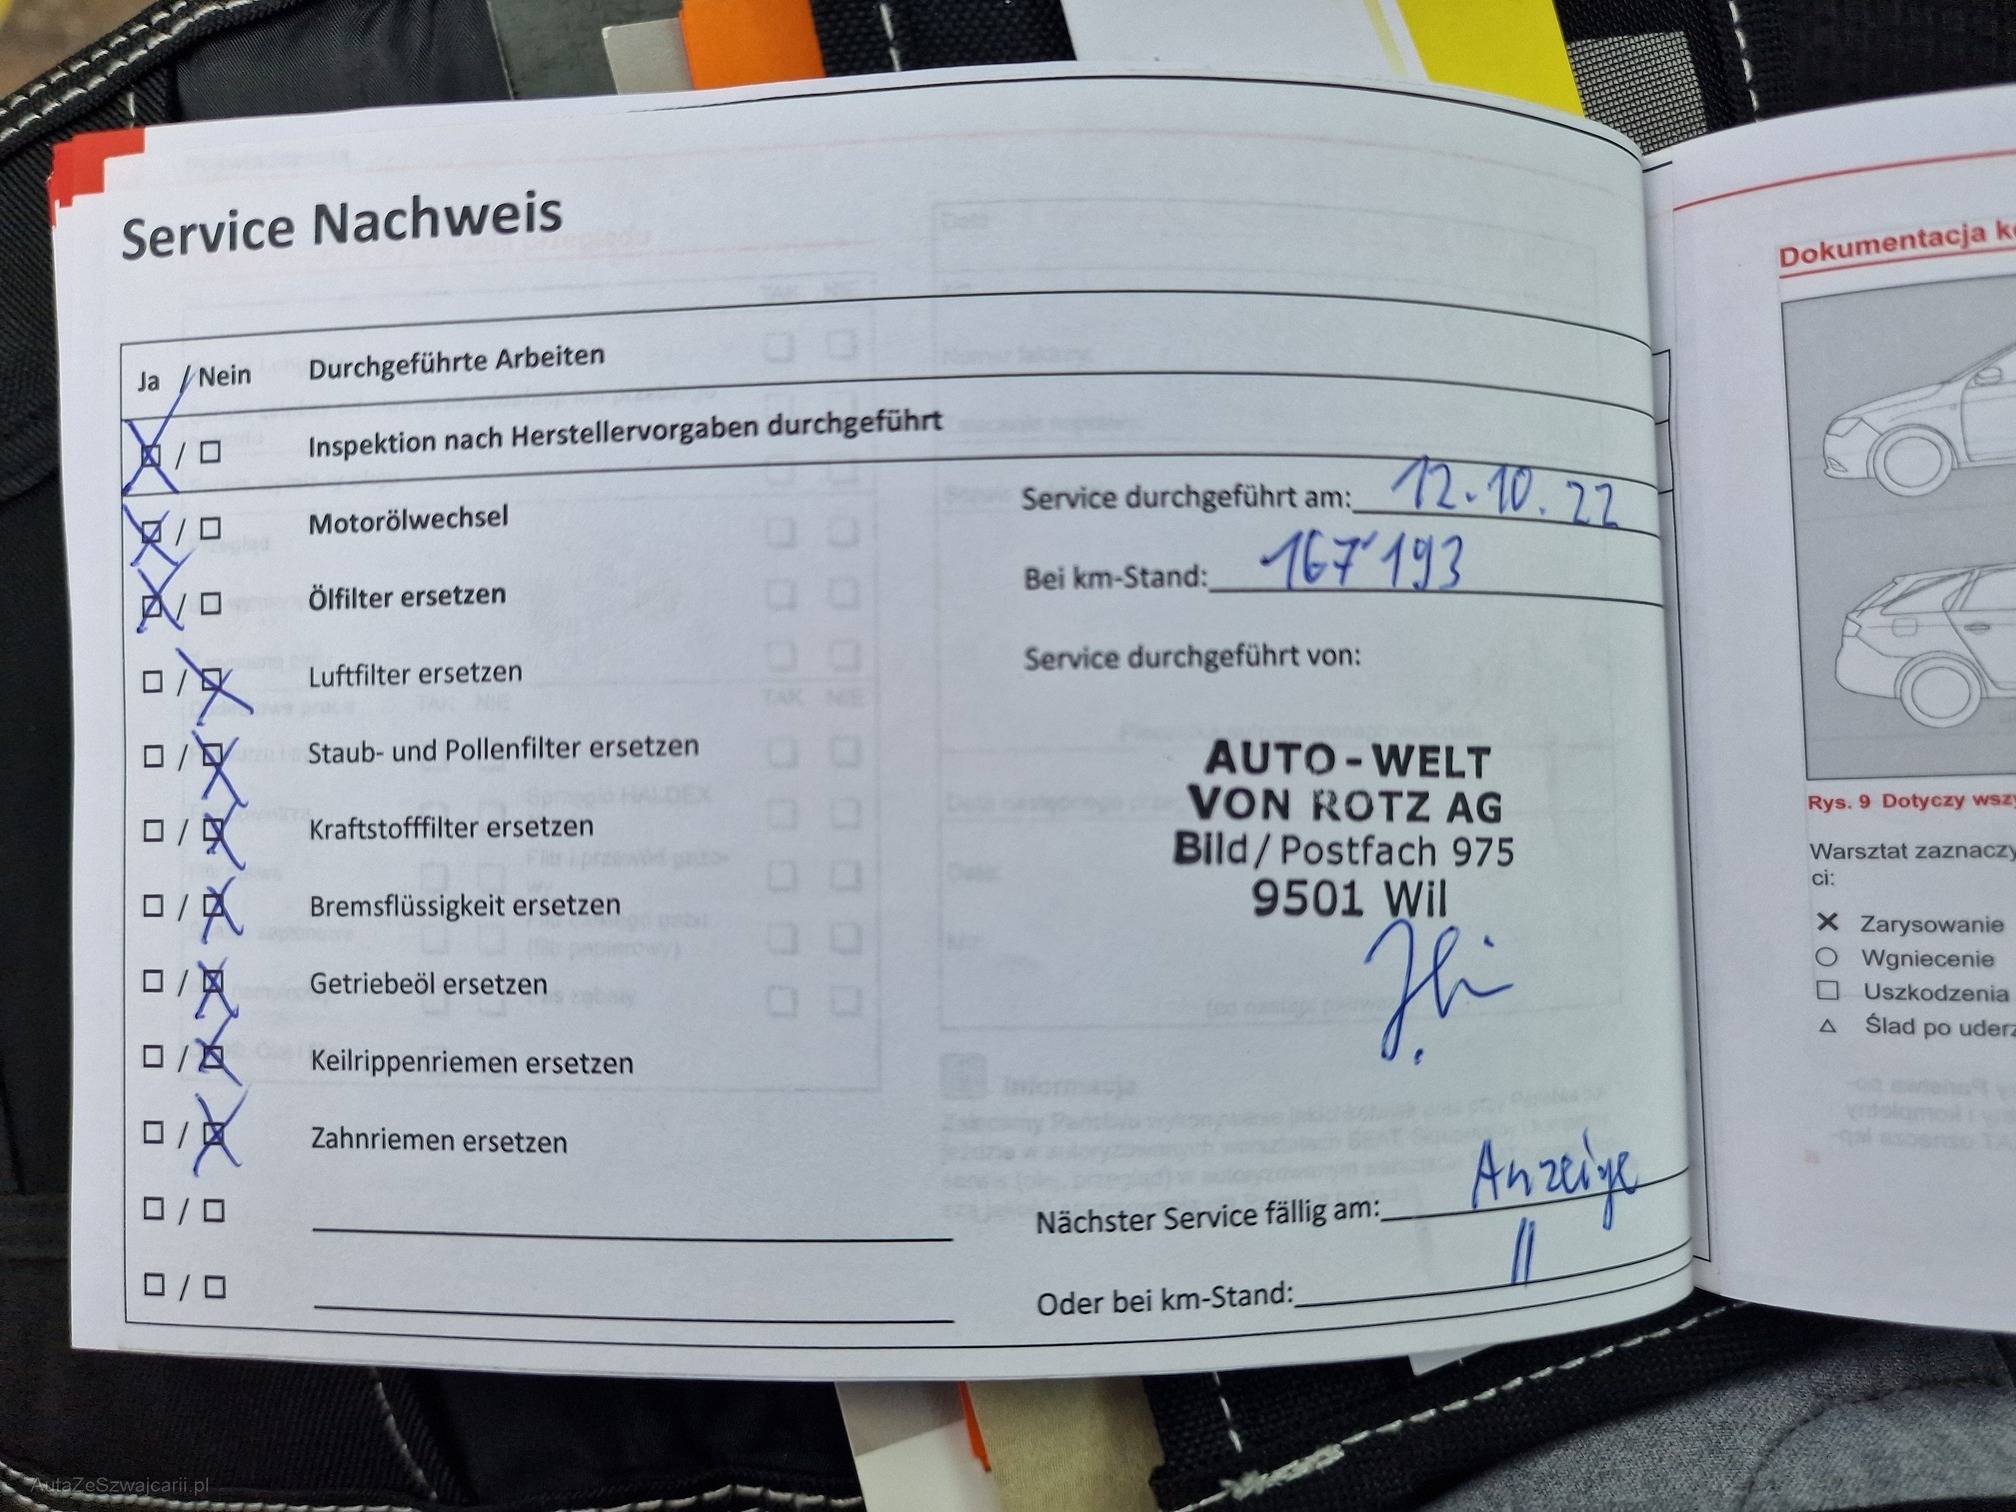 Service Nachweis
Ja / Nein Durchgeführte Arbeiten
☒ / ☐ Inspektion nach Herstellervorgaben durchgeführt
☒ / ☐ Motorölwechsel
☒ / ☐ Ölfilter ersetzen
☐ / ☒ Luftfilter ersetzen
☐ / ☒ Staub- und Pollenfilter ersetzen
☐ / ☒ Kraftstofffilter ersetzen
☐ / ☒ Bremsflüssigkeit ersetzen
☐ / ☒ Getriebeöl ersetzen
☐ / ☒ Keilrippenriemen ersetzen
☐ / ☒ Zahnriemen ersetzen
☐ / ☐
☐ / ☐
Service durchgeführt am: 12.10.22
Bei km-Stand: 167'193
Service durchgeführt von:
AUTO-WELT
VON ROTZ AG
Bild / Postfach 975
9501 Wil
Nächster Service fällig am: Anzeige
Oder bei km-Stand: "
Dokumentacja
Rys. 9 Dotyczy
Warsztat
ci:
✕ Zarysowanie
○ Wgniecenie
□ Uszkodzenia
△ Ślad po
AutaZeSzwajcarii.pl